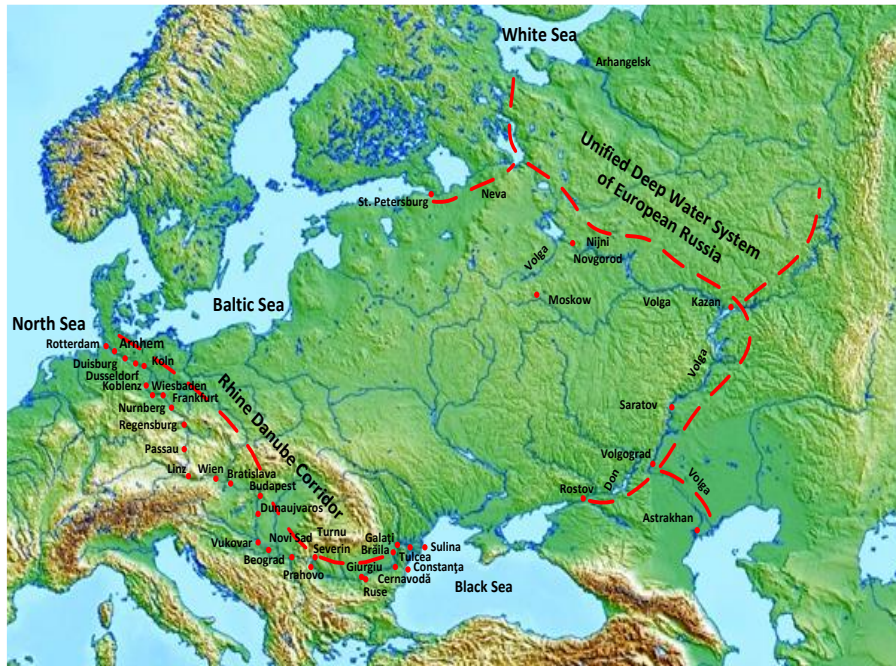 White Sea
Arhangelsk
Unified Deep Water System
of European Russia
St. Petersburg
Neva
Nijni
Novgorod
Volga
Moskow
Volga
Kazan
Baltic Sea
North Sea
Rotterdam
Arnhem
Duisburg
Köln
Dusseldorf
Koblenz
Wiesbaden
Frankfurt
Nurnberg
Regensburg
Passau
Linz
Wien
Bratislava
Budapest
Dunaujvaros
Rhine Danube Corridor
Volga
Saratov
Volgograd
Don
Rostov
Volga
Astrakhan
Vukovar
Novi Sad
Turnu
Severin
Beograd
Prahovo
Galați
Brăila
Sulina
Tulcea
Giurgiu
Constanţa
Cernavodă
Ruse
Black Sea